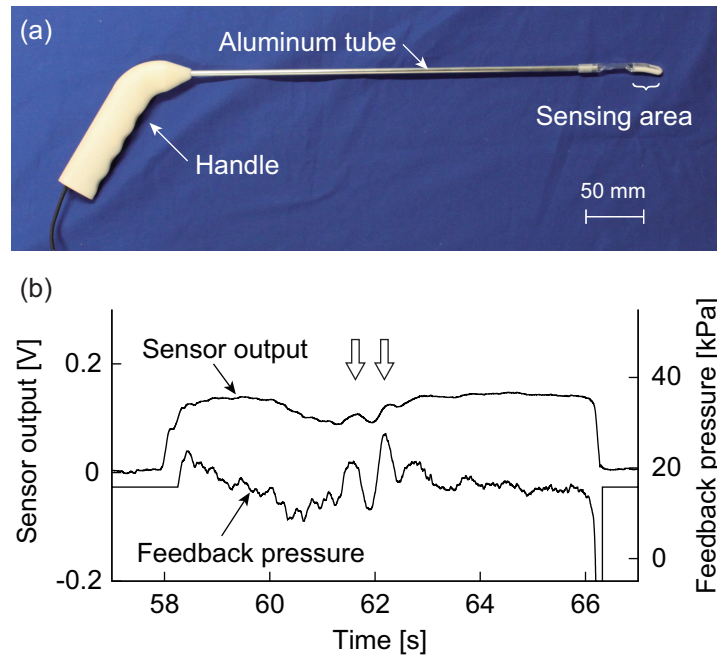 (a)
Aluminum tube
Sensing area
Handle
50 mm
(b)
Sensor output [V]
Feedback pressure [kPa]
0.2
0
-0.2
40
20
0
Sensor output
Feedback pressure
58 60 62 64 66
Time [s]